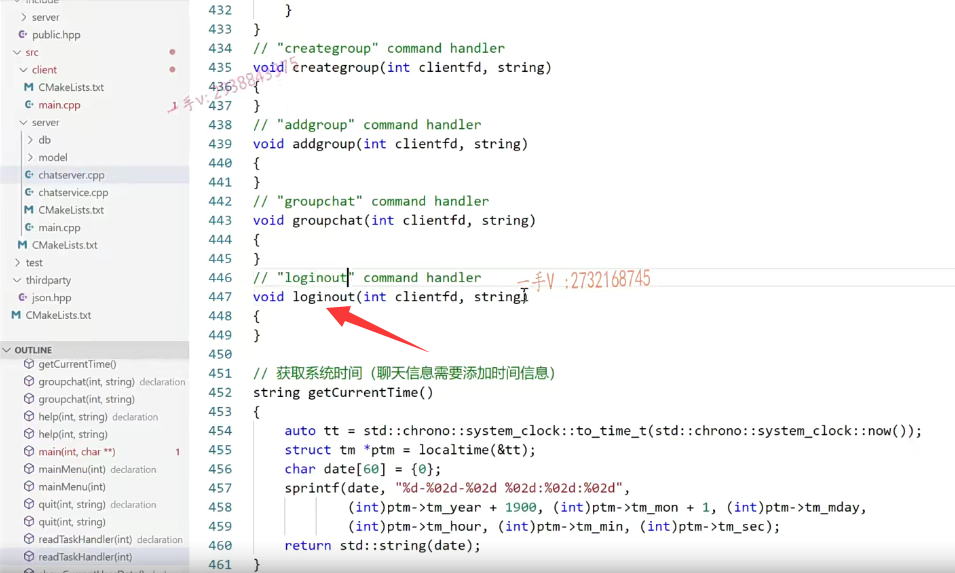 include
server
public.hpp
src
client
CMakeLists.txt
main.cpp
server
db
model
chatserver.cpp
chatservice.cpp
CMakeLists.txt
main.cpp
CMakeLists.txt
test
thirdparty
json.hpp
CMakeLists.txt
OUTLINE
getCurrentTime()
groupchat(int, string) declaration
groupchat(int, string)
help(int, string) declaration
help(int, string)
main(int, char **) 1
mainMenu(int) declaration
mainMenu(int)
quit(int, string) declaration
quit(int, string)
readTaskHandler(int) declaration
readTaskHandler(int)
432 }
433 }
434 // "creategroup" command handler
435 void creategroup(int clientfd, string)
436 {
437 }
438 // "addgroup" command handler
439 void addgroup(int clientfd, string)
440 {
441 }
442 // "groupchat" command handler
443 void groupchat(int clientfd, string)
444 {
445 }
446 // "loginout" command handler
447 void loginout(int clientfd, string)
448 {
449 }
450
451 // 获取系统时间（聊天信息需要添加时间信息）
452 string getCurrentTime()
453 {
454 auto tt = std::chrono::system_clock::to_time_t(std::chrono::system_clock::now());
455 struct tm *ptm = localtime(&tt);
456 char date[60] = {0};
457 sprintf(date, "%d-%02d-%02d %02d:%02d:%02d",
458 (int)ptm->tm_year + 1900, (int)ptm->tm_mon + 1, (int)ptm->tm_mday,
459 (int)ptm->tm_hour, (int)ptm->tm_min, (int)ptm->tm_sec);
460 return std::string(date);
461 }
一手V :2732168745